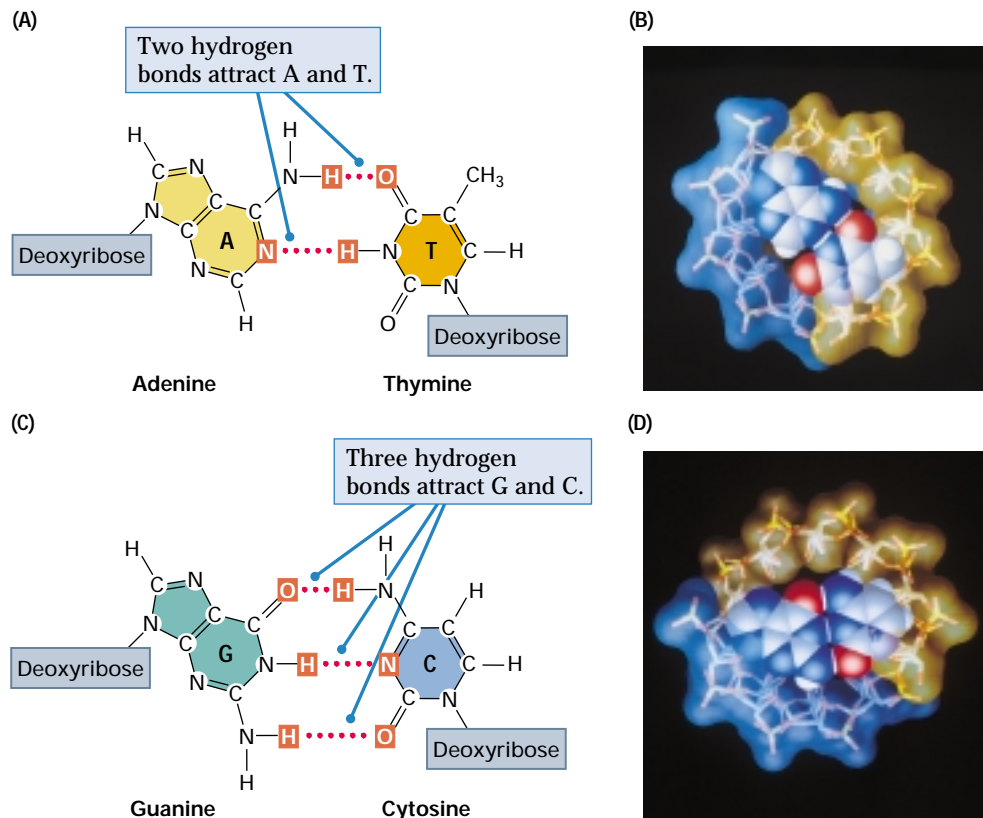 (A)
Two hydrogen
bonds attract A and T.
(B)
H
H
H
C
N
N
H
O
CH3
N
C
C
C
C
C
A
N
H
N
T
C
H
Deoxyribose
N
C
C
N
O
H
Deoxyribose
Adenine
Thymine
(C)
Three hydrogen
bonds attract G and C.
(D)
H
H
C
N
O
H
N
H
N
C
C
C
C
C
G
N
H
N
C
C
H
Deoxyribose
N
C
C
N
N
H
O
Deoxyribose
H
Guanine
Cytosine